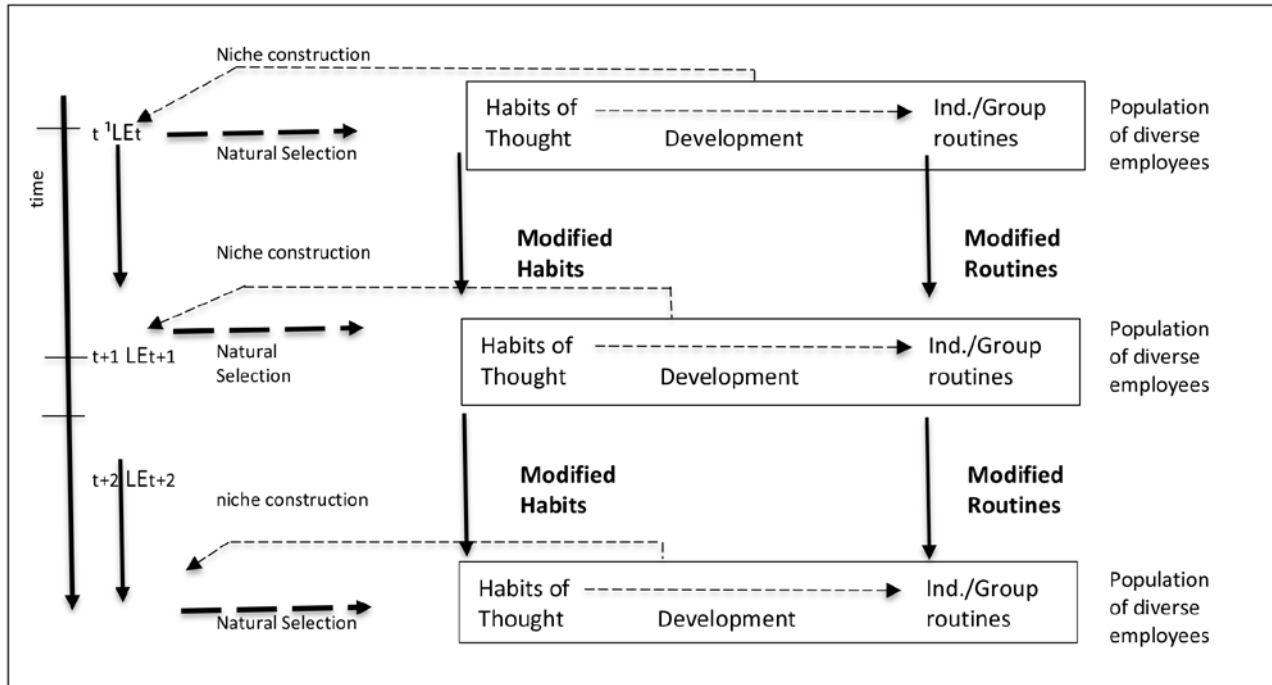 Niche construction
Habits of
Thought
Development
Ind./Group
routines
Population
of diverse
employees
t ¹LEt
Natural Selection
time
Modified
Habits
Modified
Routines
Niche construction
Habits of
Thought
Development
Ind./Group
routines
Population
of diverse
employees
t+1 LEt+1
Natural
Selection
Modified
Habits
Modified
Routines
t+2 LEt+2
niche construction
Habits of
Thought
Development
Ind./Group
routines
Population
of diverse
employees
Natural Selection